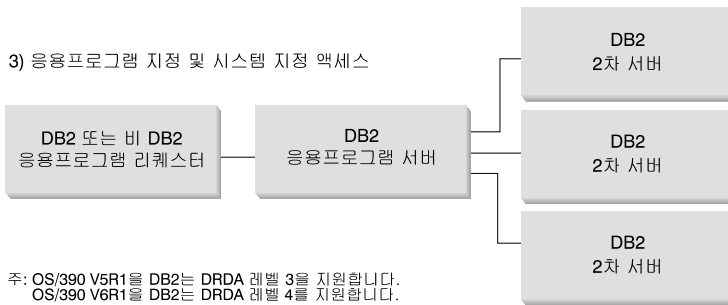 3) 응용프로그램 지정 및 시스템 지정 액세스
DB2 또는 비 DB2
응용프로그램 리퀘스터
DB2
응용프로그램 서버
DB2
2차 서버
DB2
2차 서버
DB2
2차 서버
주: OS/390 V5R1을 DB2는 DRDA 레벨 3을 지원합니다.
OS/390 V6R1을 DB2는 DRDA 레벨 4를 지원합니다.